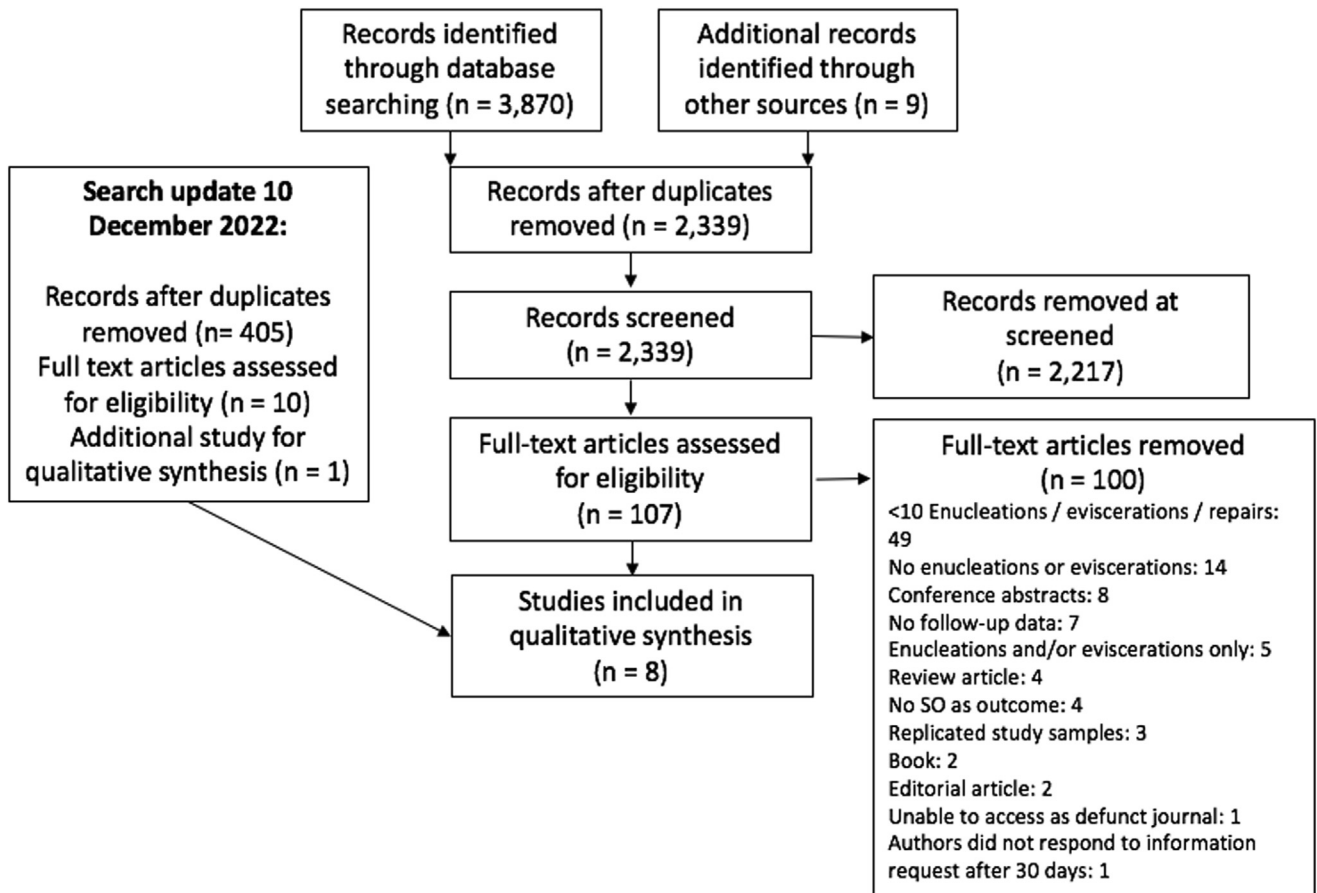 Records identified
through database
searching (n = 3,870)
Additional records
identified through
other sources (n = 9)
Search update 10
December 2022:
Records after duplicates
removed (n= 405)
Full text articles assessed
for eligibility (n = 10)
Additional study for
qualitative synthesis (n = 1)
Records after duplicates
removed (n = 2,339)
Records screened
(n = 2,339)
Records removed at
screened
(n = 2,217)
Full-text articles assessed
for eligibility
(n = 107)
Full-text articles removed
(n = 100)
<10 Enucleations / eviscerations / repairs:
49
No enucleations or eviscerations: 14
Conference abstracts: 8
No follow-up data: 7
Enucleations and/or eviscerations only: 5
Review article: 4
No SO as outcome: 4
Replicated study samples: 3
Book: 2
Editorial article: 2
Unable to access as defunct journal: 1
Authors did not respond to information
request after 30 days: 1
Studies included in
qualitative synthesis
(n = 8)